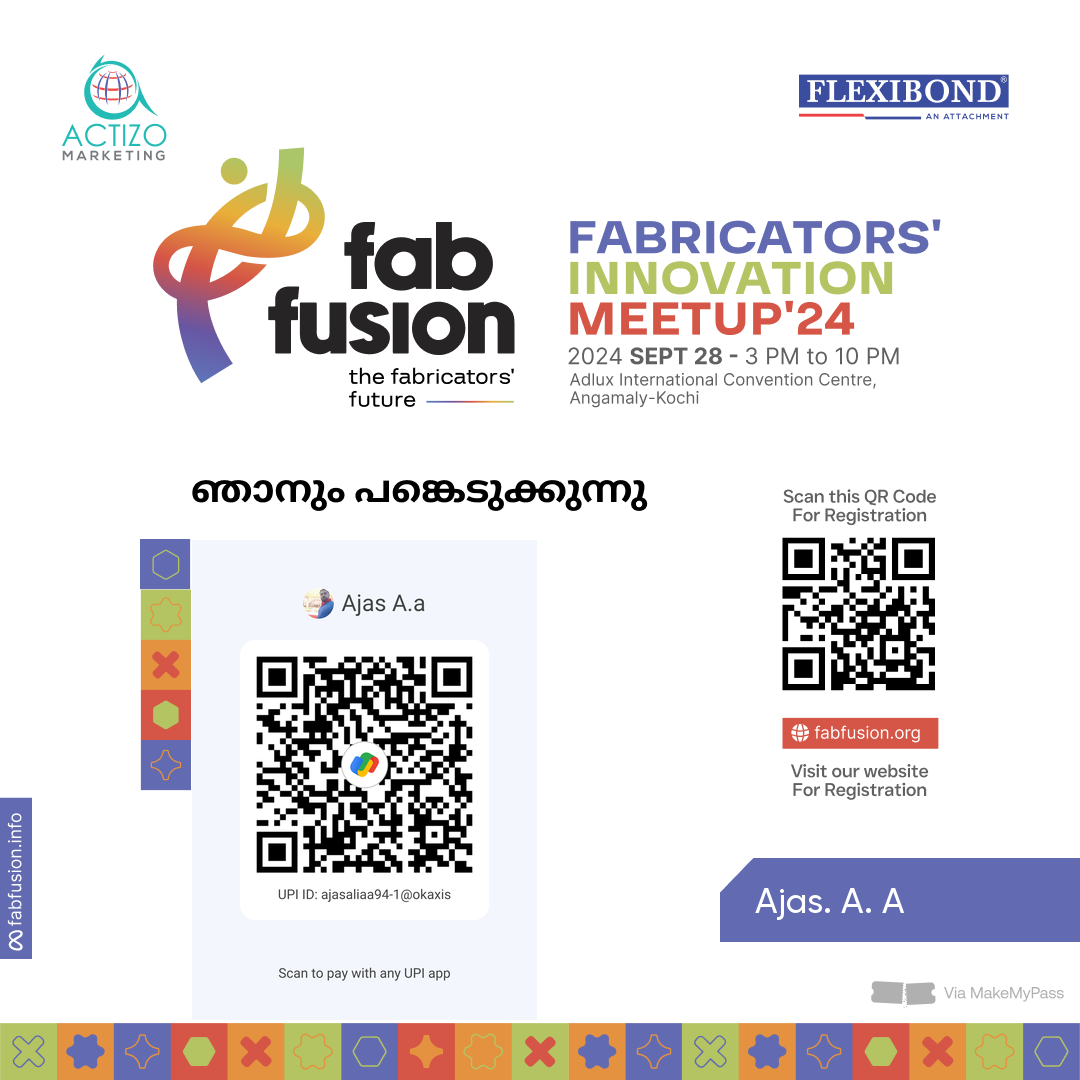 ACTIZO
MARKETING
FLEXIBOND®
AN ATTACHMENT
fab
fusion
the fabricators'
future
FABRICATORS'
INNOVATION
MEETUP'24
2024 SEPT 28 - 3 PM to 10 PM
Adlux International Convention Centre,
Angamaly-Kochi
ഞാനും പങ്കെടുക്കുന്നു
Scan this QR Code
For Registration
Ajas A.a
UPI ID: ajasaliaa94-1@okaxis
Scan to pay with any UPI app
fabfusion.org
Visit our website
For Registration
fabfusion.info
Ajas. A. A
Via MakeMyPass